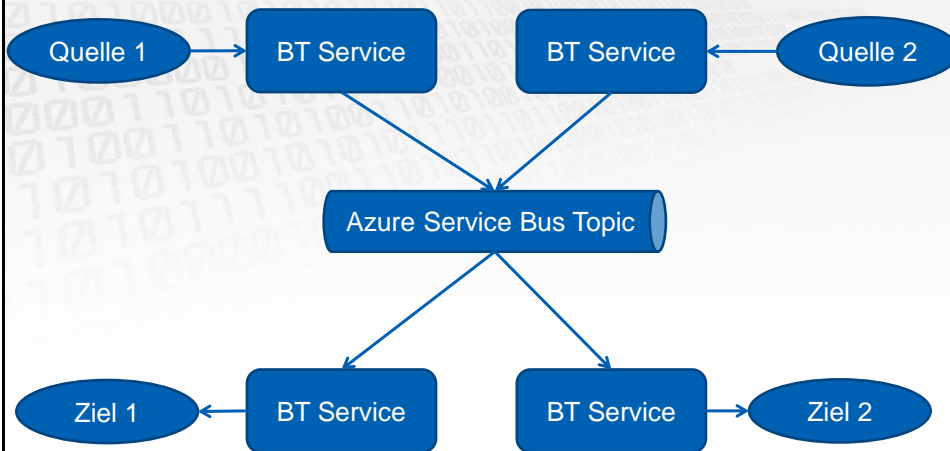 Quelle 1
BT Service
BT Service
Quelle 2
Azure Service Bus Topic
Ziel 1
BT Service
BT Service
Ziel 2